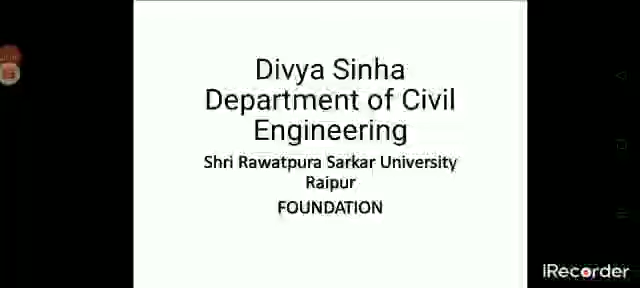 Divya Sinha
Department of Civil
Engineering
Shri Rawatpura Sarkar University
Raipur
FOUNDATION
iRecorder